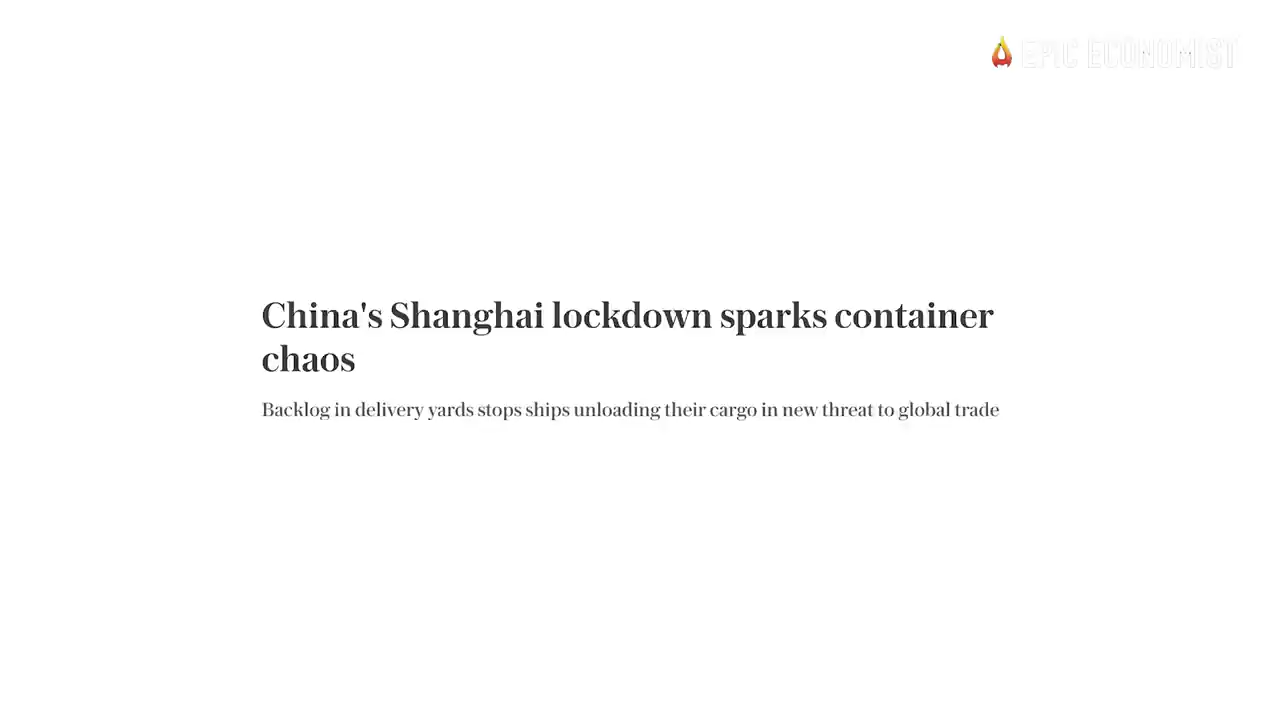 EPIC ECONOMIST
China's Shanghai lockdown sparks container
chaos
Backlog in delivery yards stops ships unloading their cargo in new threat to global trade